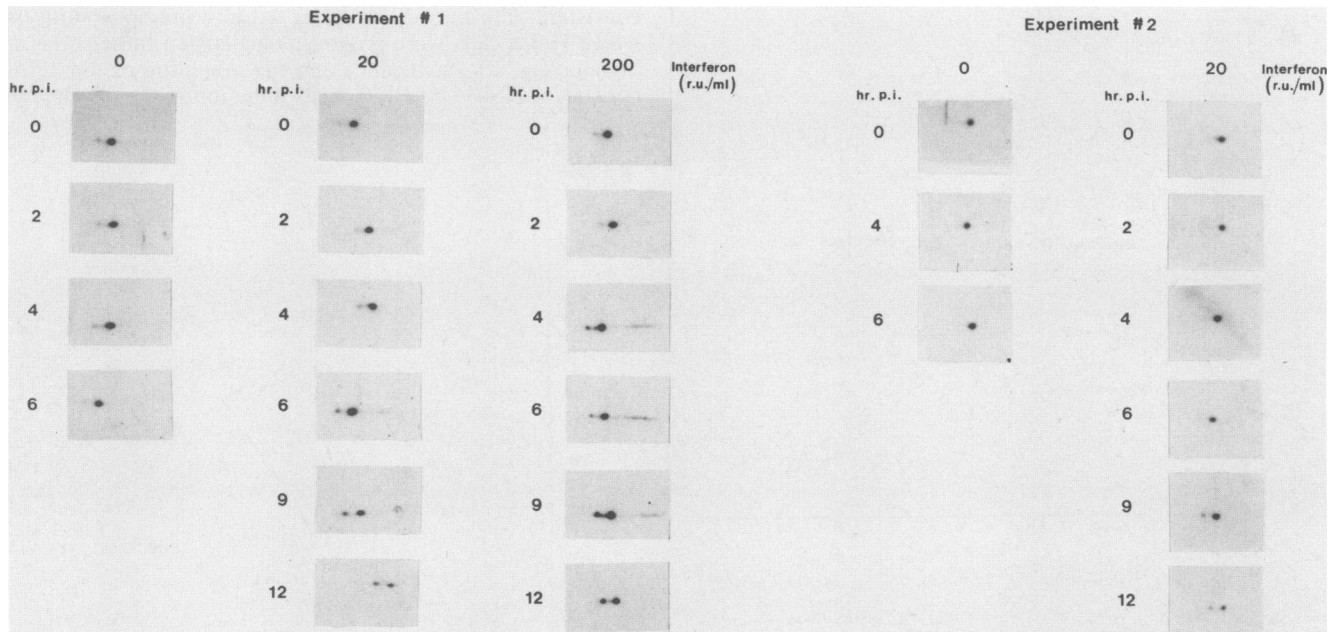 Experiment # 1
Experiment #2
0
20
200
Interferon
(r.u./ml)
0
20
Interferon
(r.u./ml)
hr. p.i.
hr. p.i.
hr. p.i.
hr. p.i.
hr. p.i.
0
0
0
0
0
2
2
2
4
2
4
4
4
6
4
6
6
6
6
9
9
9
12
12
12